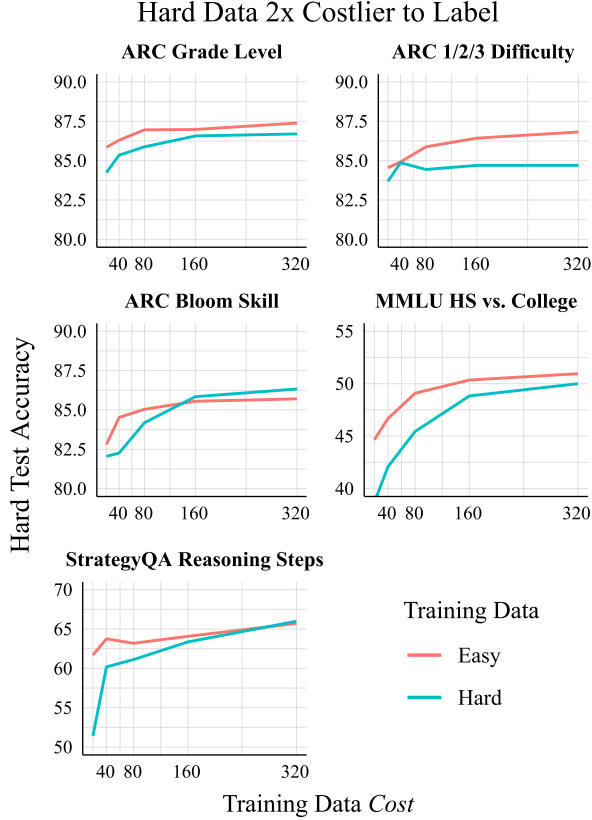 Hard Data 2x Costlier to Label
ARC Grade Level
90.0
87.5
85.0
82.5
80.0
40 80 160 320
ARC 1/2/3 Difficulty
90.0
87.5
85.0
82.5
80.0
40 80 160 320
ARC Bloom Skill
90.0
87.5
85.0
82.5
80.0
40 80 160 320
MMLU HS vs. College
55
50
45
40
40 80 160 320
Hard Test Accuracy
StrategyQA Reasoning Steps
70
65
60
55
50
40 80 160 320
Training Data
Easy
Hard
Training Data Cost